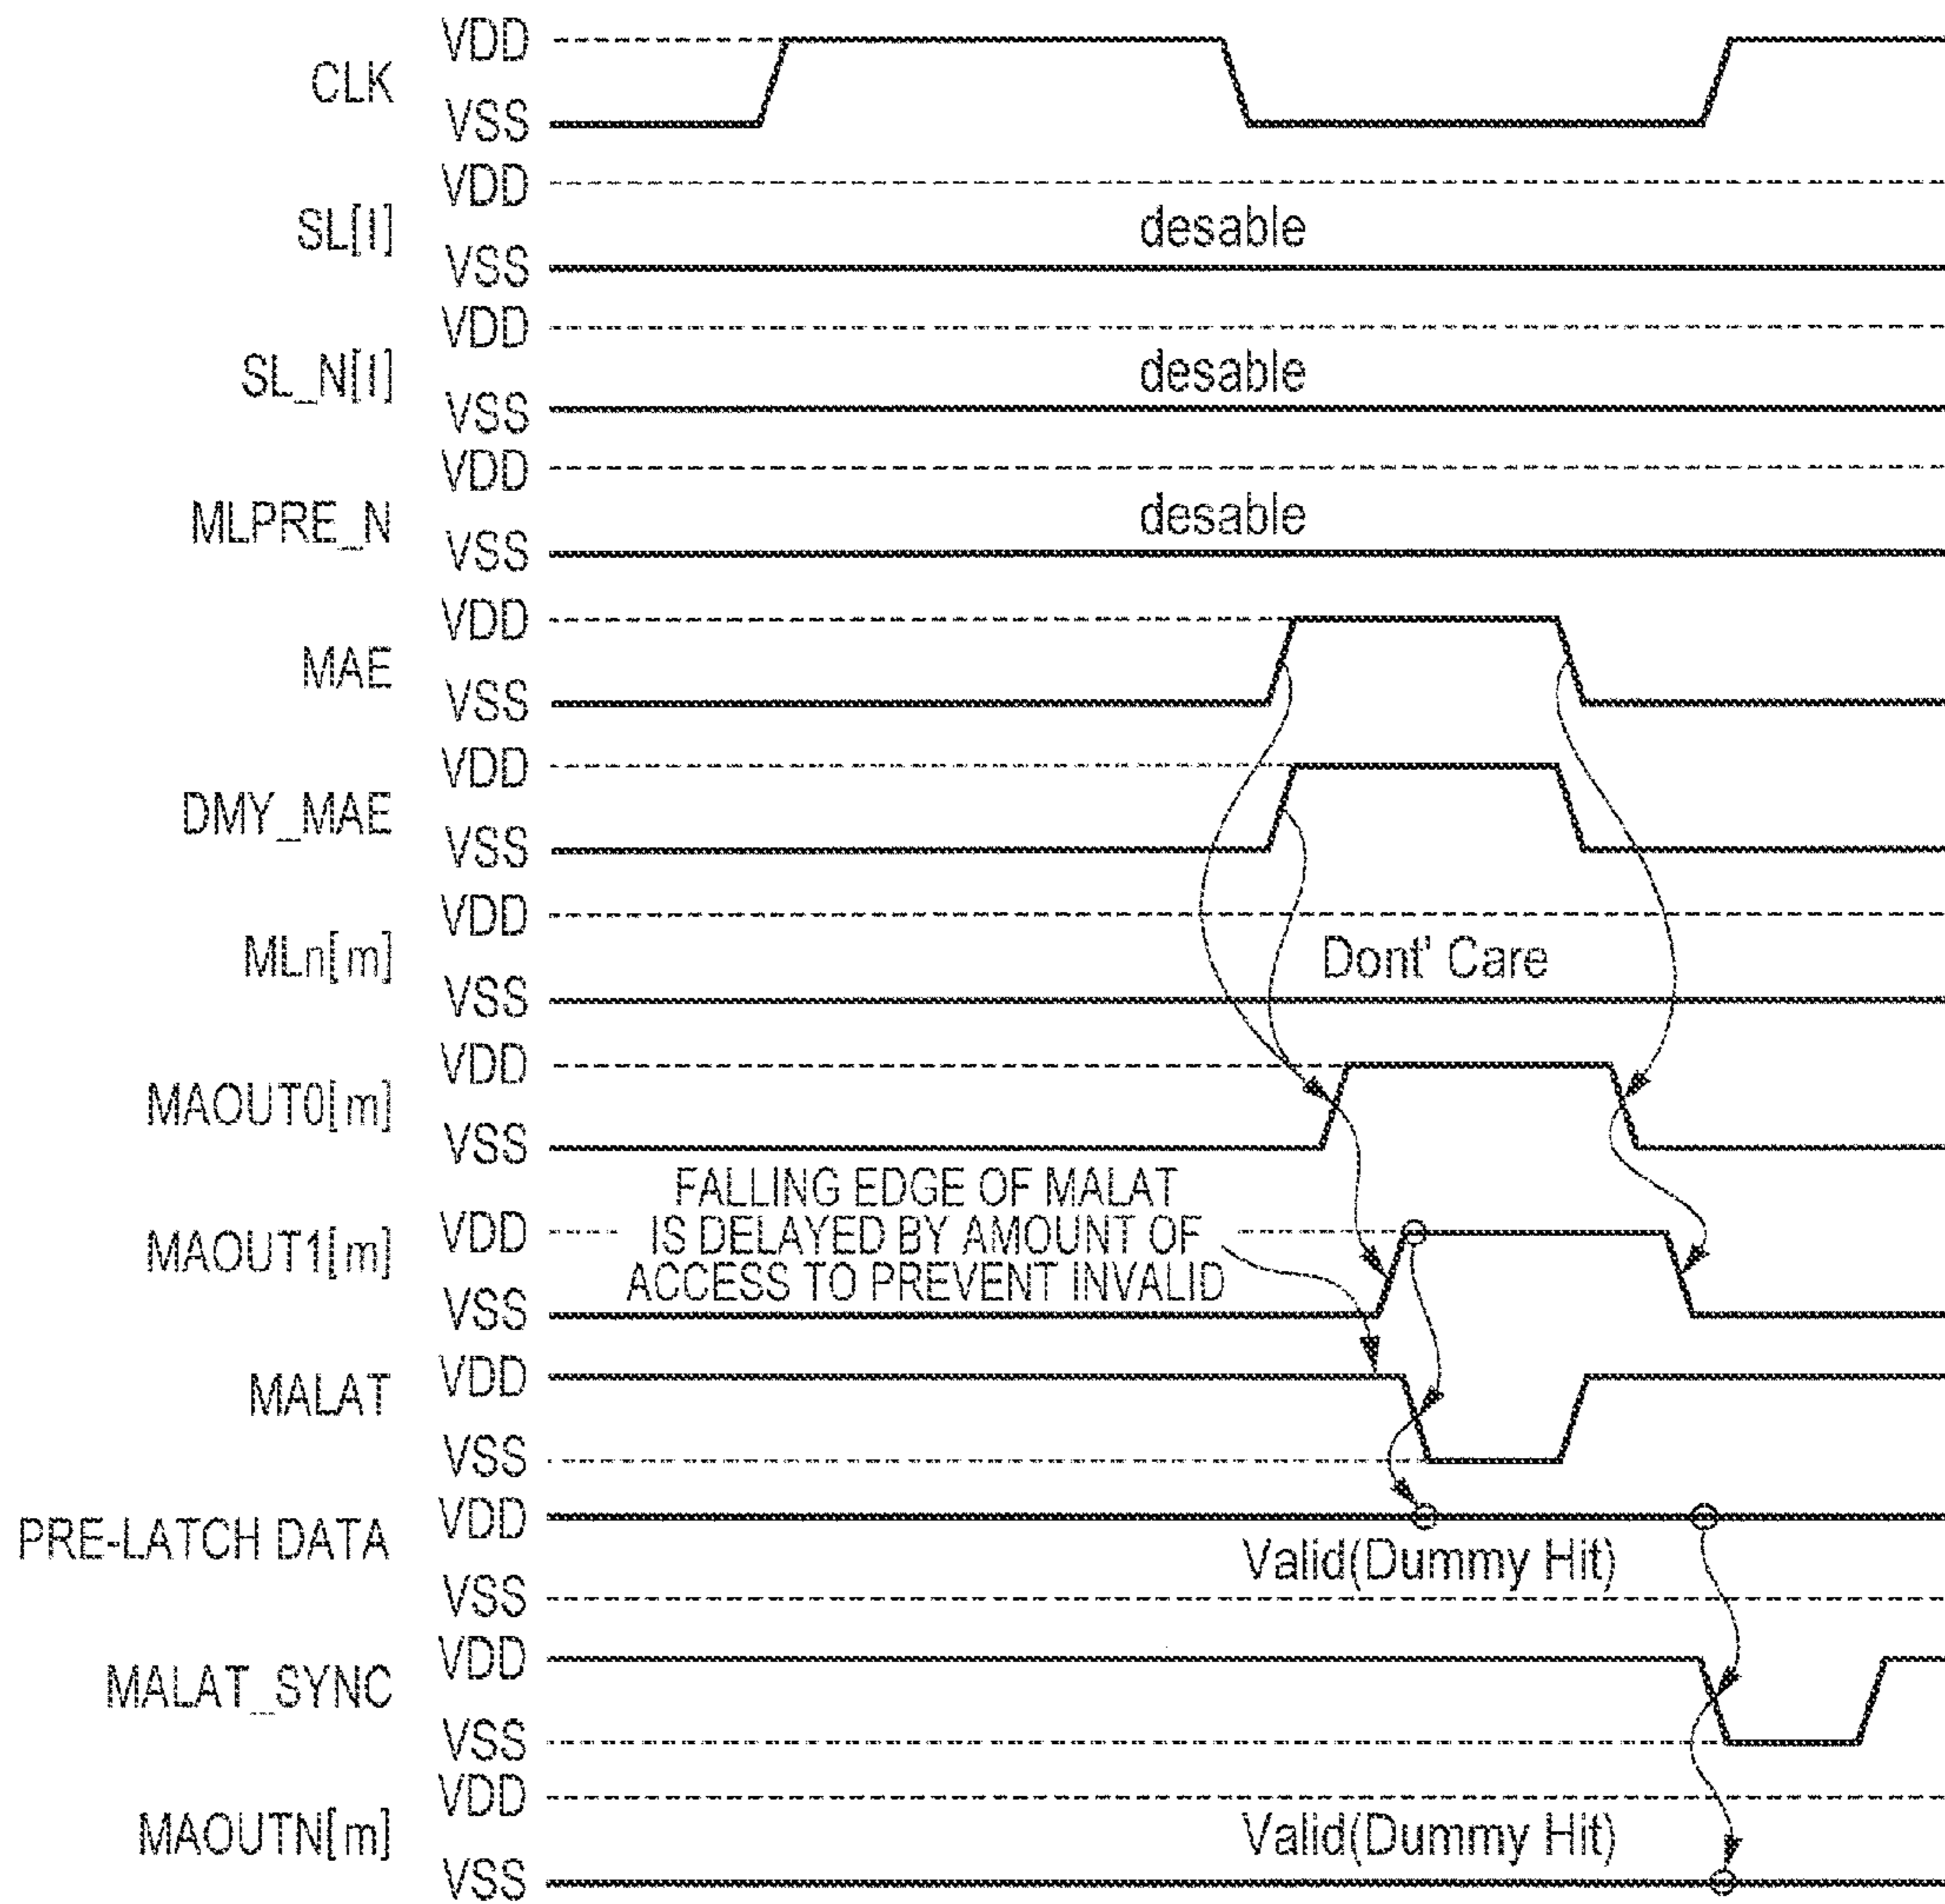 VDD
CLK
VSS
VDD
SL[I]
desable
VSS
VDD
SL_N[I]
desable
VSS
VDD
MLPRE_N
desable
VSS
VDD
MAE
VSS
VDD
DMY_MAE
VSS
VDD
MLn[m]
Dont' Care
VSS
VDD
MAOUT0[m]
VSS
FALLING EDGE OF MALAT
VDD
IS DELAYED BY AMOUNT OF
MAOUT1[m]
ACCESS TO PREVENT INVALID
VSS
VDD
MALAT
VSS
VDD
PRE-LATCH DATA
Valid(Dummy Hit)
VSS
VDD
MALAT_SYNC
VSS
VDD
MAOUTN[m]
Valid(Dummy Hit)
VSS